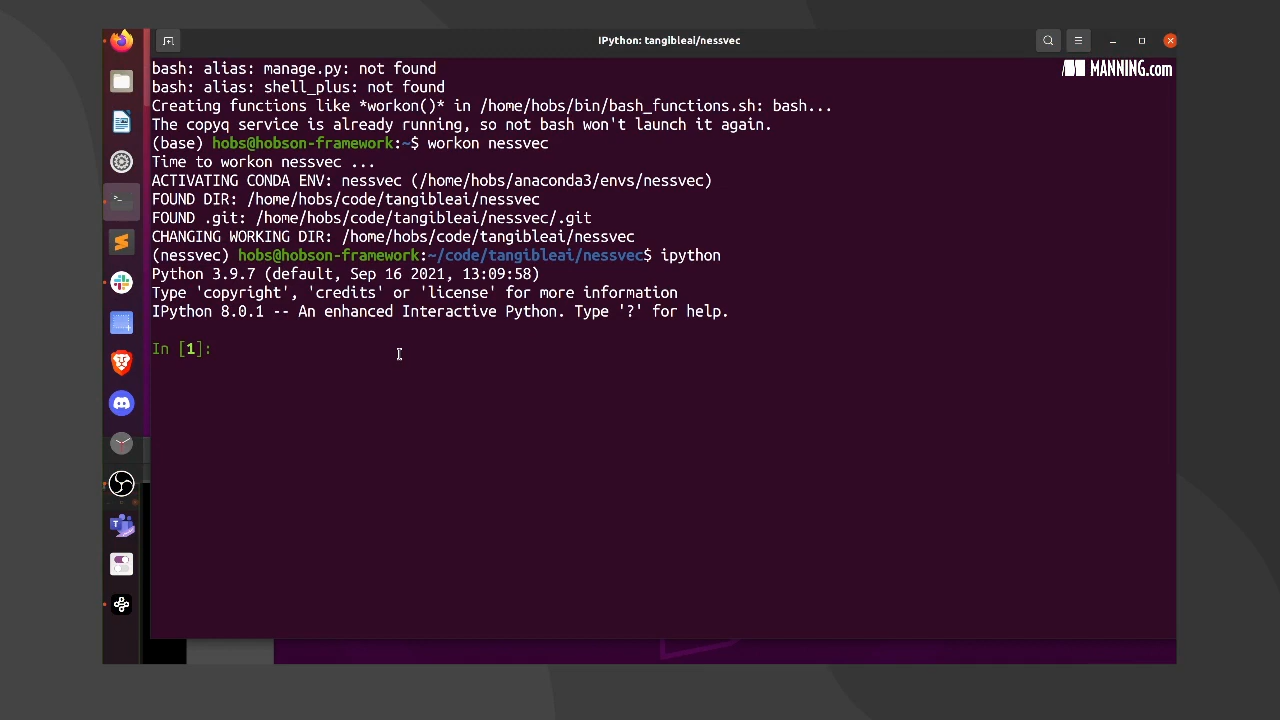 IPython: tangibleai/nessvec
MANNING.com
bash: alias: manage.py: not found
bash: alias: shell_plus: not found
Creating functions like *workon()* in /home/hobs/bin/bash_functions.sh: bash...
The copyq service is already running, so not bash won't launch it again.
(base) hobs@hobson-framework:~$ workon nessvec
Time to workon nessvec ...
ACTIVATING CONDA ENV: nessvec (/home/hobs/anaconda3/envs/nessvec)
FOUND DIR: /home/hobs/code/tangibleai/nessvec
FOUND .git: /home/hobs/code/tangibleai/nessvec/.git
CHANGING WORKING DIR: /home/hobs/code/tangibleai/nessvec
(nessvec) hobs@hobson-framework:~/code/tangibleai/nessvec$ ipython
Python 3.9.7 (default, Sep 16 2021, 13:09:58)
Type 'copyright', 'credits' or 'license' for more information
IPython 8.0.1 -- An enhanced Interactive Python. Type '?' for help.
In [1]: